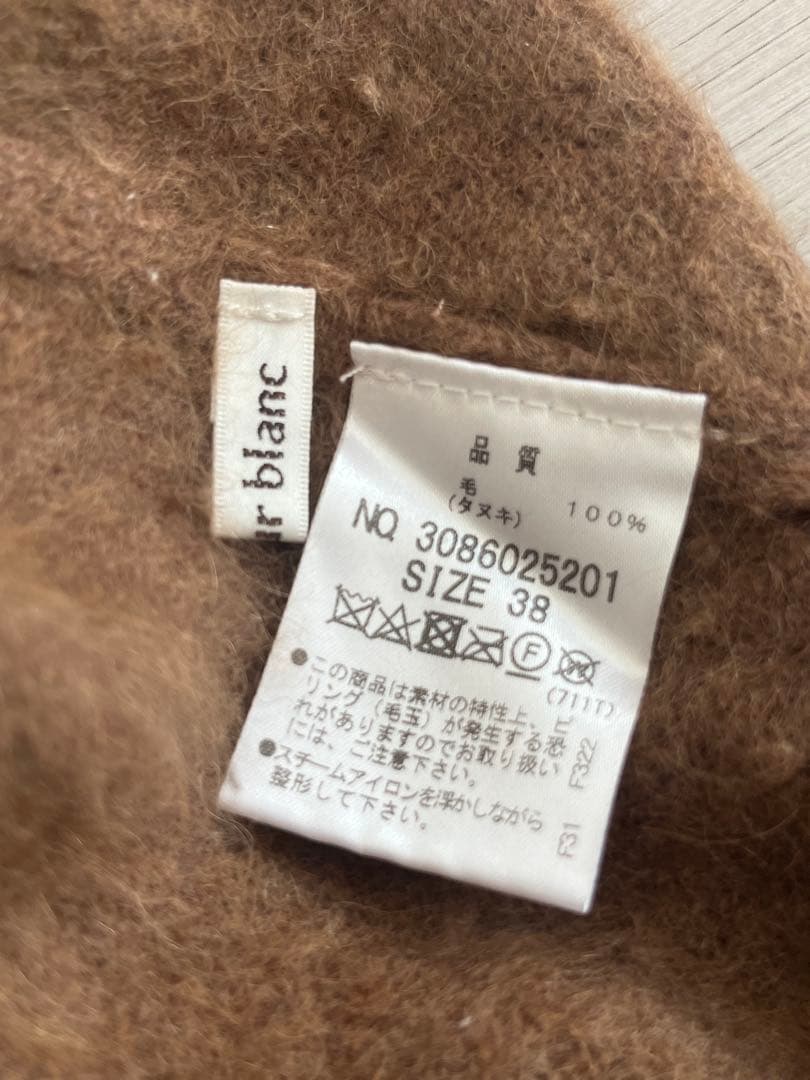 blanc
品 質
毛 100%
(タヌキ)
NO. 3086025201
SIZE 38
F
(711T)
●この商品は素材の特性上、ピ
リング（毛玉）が発生する恐
れがありますのでお取り扱い
には、ご注意下さい。
●スチームアイロンを浮かしながら
整形して下さい。
F322
F31